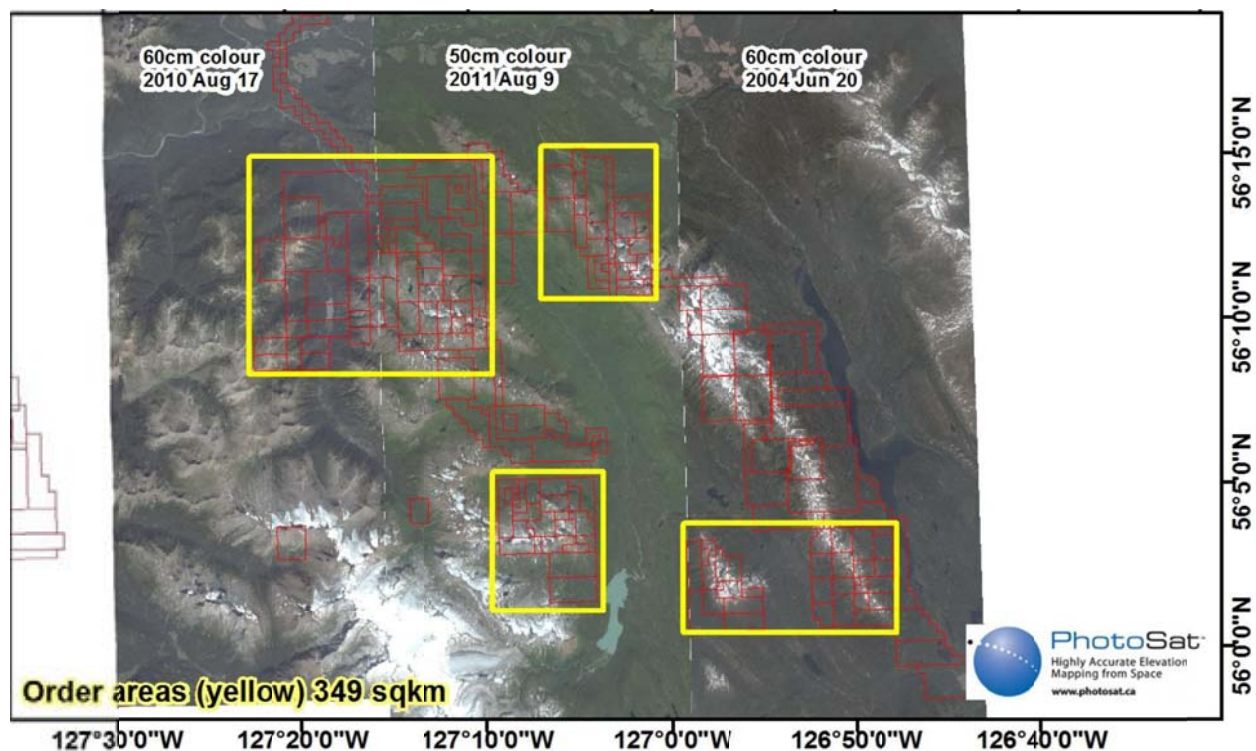 60cm colour
2010 Aug 17
50cm colour
2011 Aug 9
60cm colour
2004 Jun 20
56°15'0"N
56°10'0"N
56°5'0"N
56°0'0"N
PhotoSat
Highly Accurate Elevation
Mapping from Space
www.photosat.ca
Order areas (yellow) 349 sqkm
127°30'0"W
127°20'0"W
127°10'0"W
127°0'0"W
126°50'0"W
126°40'0"W